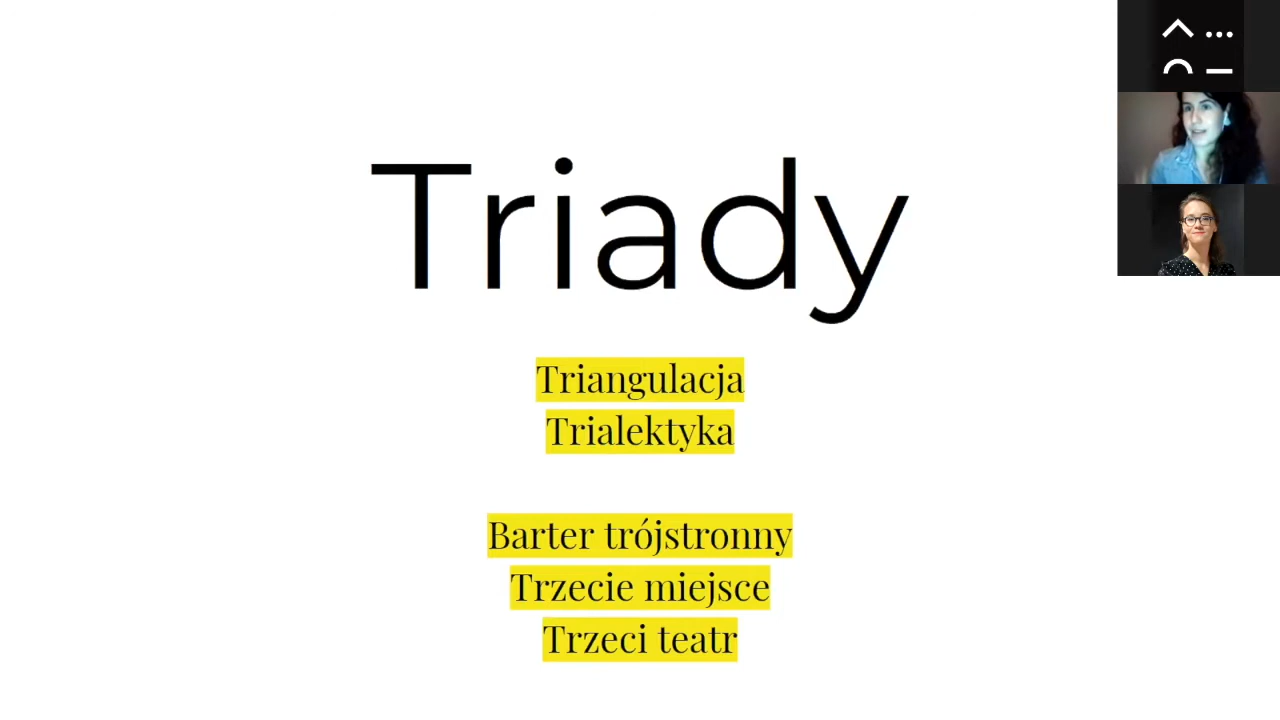 Triady
Triangulacja
Trialektyka
Barter trójstronny
Trzecie miejsce
Trzeci teatr